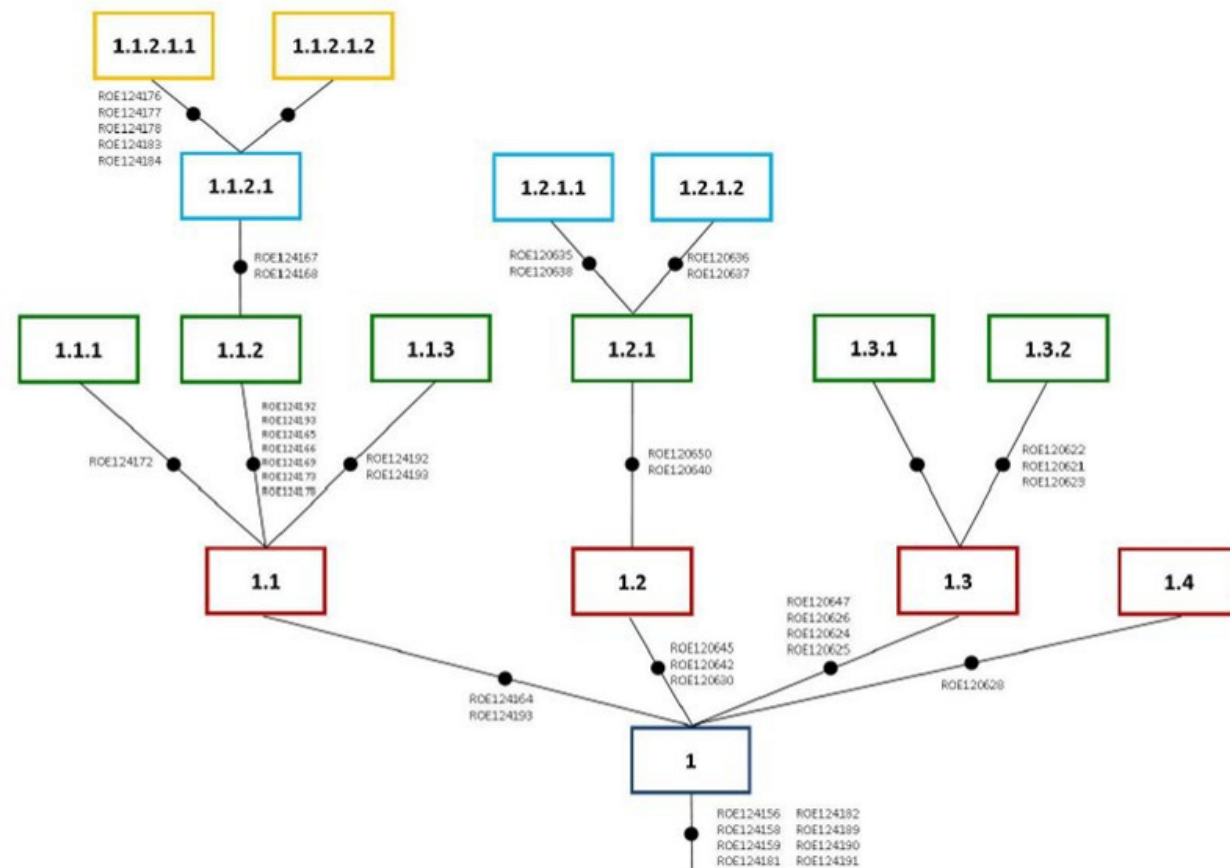 1.1.2.1.1
1.1.2.1.2
ROE124176
ROE124177
ROE124178
ROE124183
ROE124184
1.1.2.1
1.2.1.1
1.2.1.2
ROE124167
ROE124168
ROE120635
ROE120638
ROE120636
ROE120637
1.1.1
1.1.2
1.1.3
1.2.1
1.3.1
1.3.2
ROE124172
ROE124192
ROE124193
ROE124165
ROE124166
ROE124169
ROE124173
ROE124175
ROE124192
ROE124193
ROE120650
ROE120640
ROE120622
ROE120621
ROE120623
1.1
1.2
1.3
1.4
ROE124164
ROE124193
ROE120645
ROE120642
ROE120630
ROE120647
ROE120626
ROE120624
ROE120625
ROE120628
1
ROE124156 ROE124182
ROE124158 ROE124189
ROE124159 ROE124190
ROE124181 ROE124191